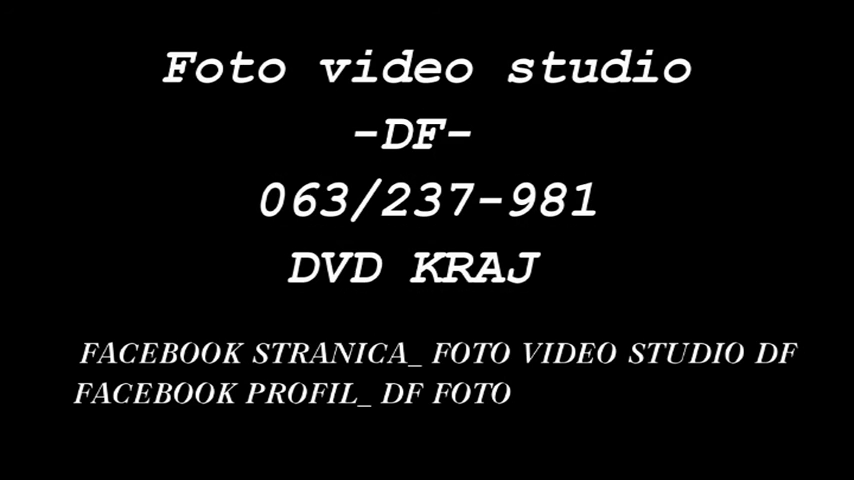 Foto video studio
-DF-
063/237-981
DVD KRAJ
FACEBOOK STRANICA_ FOTO VIDEO STUDIO DF
FACEBOOK PROFIL_ DF FOTO